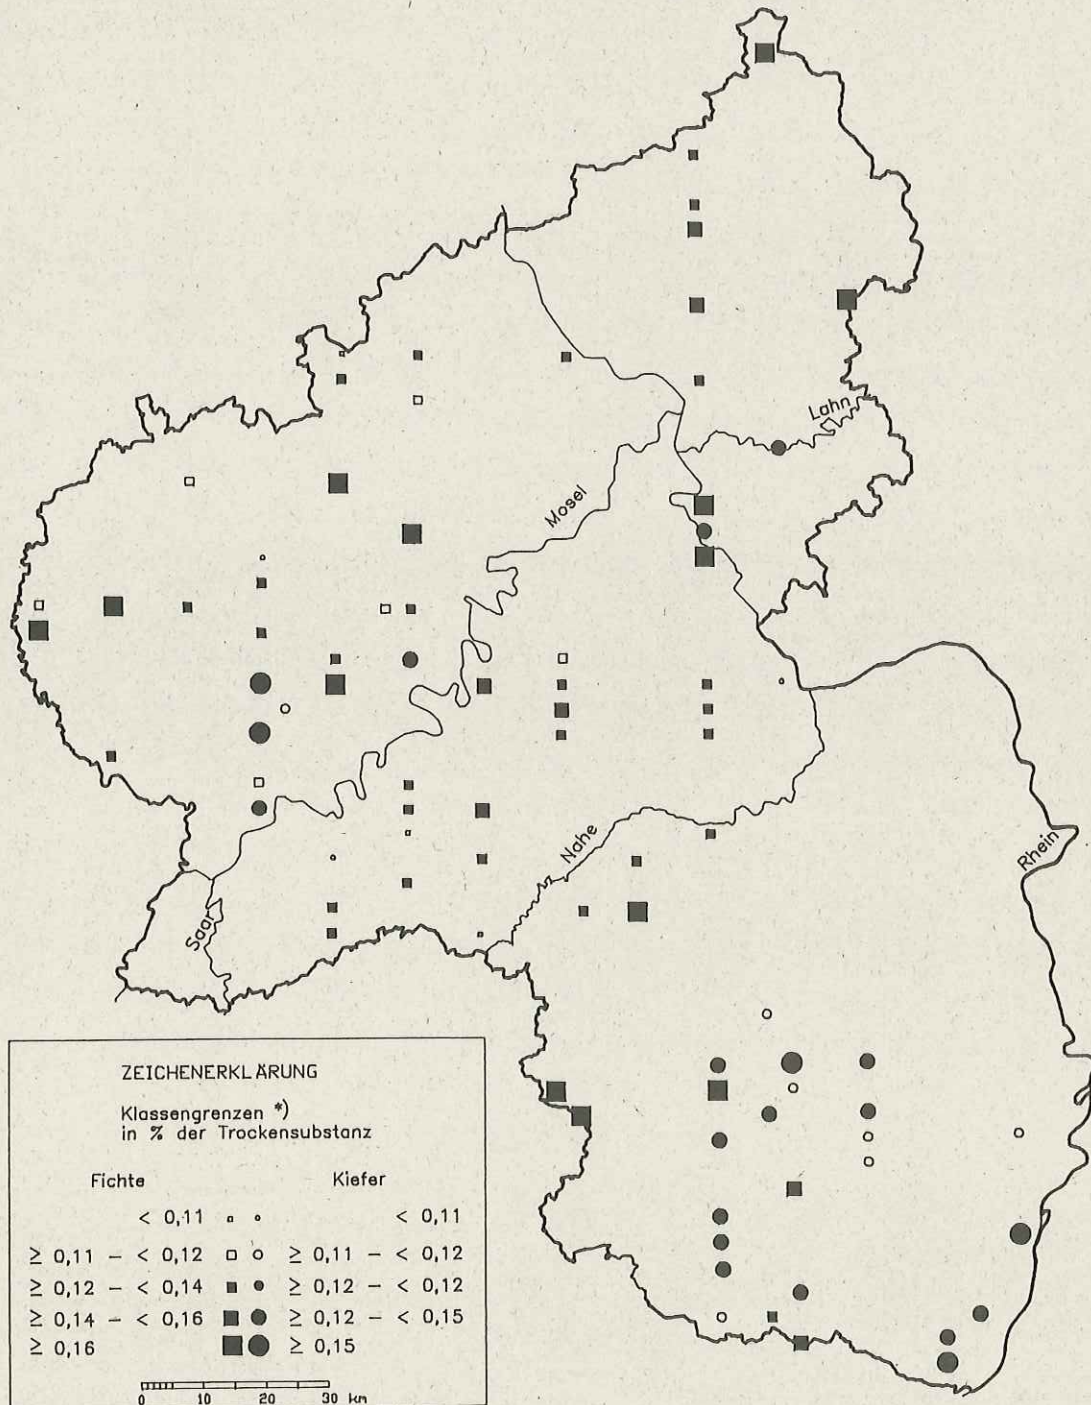 Lahn
Mosel
Nahe
Rhein
Saar
ZEICHENERKLÄRUNG
Klassengrenzen *)
in % der Trockensubstanz
Fichte Kiefer
< 0,11 < 0,11
≥ 0,11 – < 0,12 ≥ 0,11 – < 0,12
≥ 0,12 – < 0,14 ≥ 0,12 – < 0,12
≥ 0,14 – < 0,16 ≥ 0,12 – < 0,15
≥ 0,16 ≥ 0,15
0 10 20 30 km